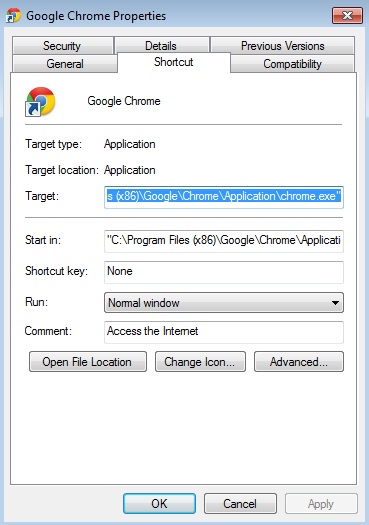 Google Chrome Properties
Security Details Previous Versions
General Shortcut Compatibility
Google Chrome
Target type: Application
Target location: Application
Target: s (x86)\Google\Chrome\Application\chrome.exe"
Start in: "C:\Program Files (x86)\Google\Chrome\Applicati
Shortcut key: None
Run: Normal window
Comment: Access the Internet
Open File Location Change Icon... Advanced...
OK Cancel Apply